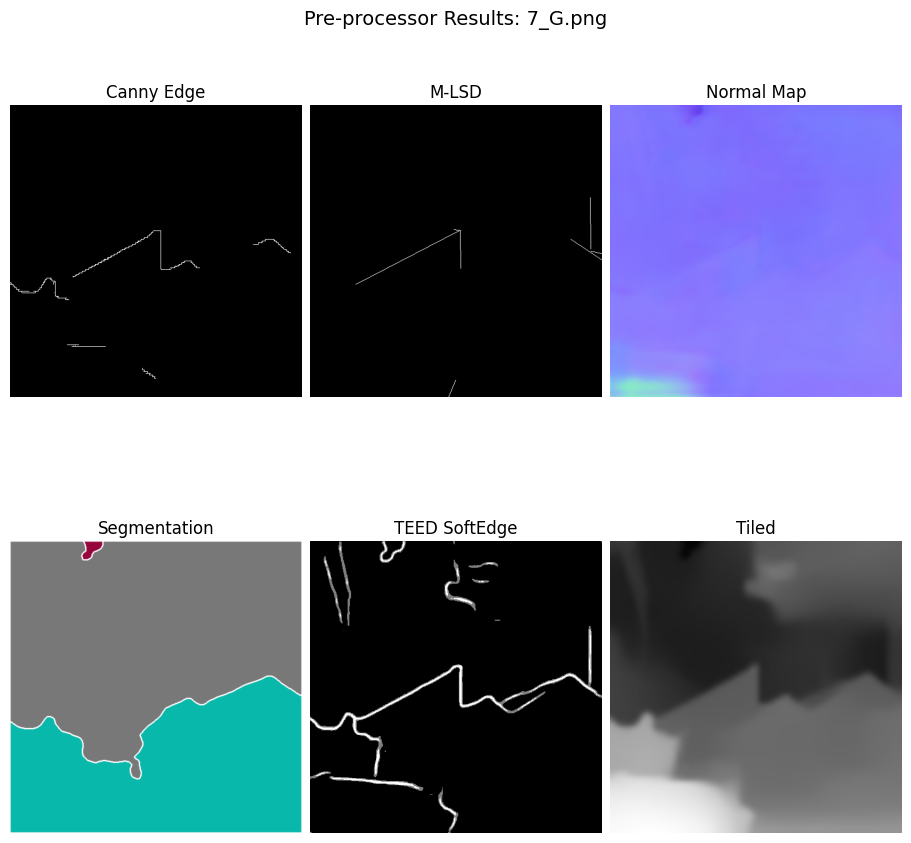 Pre-processor Results: 7_G.png
Canny Edge
M-LSD
Normal Map
Segmentation
TEED SoftEdge
Tiled